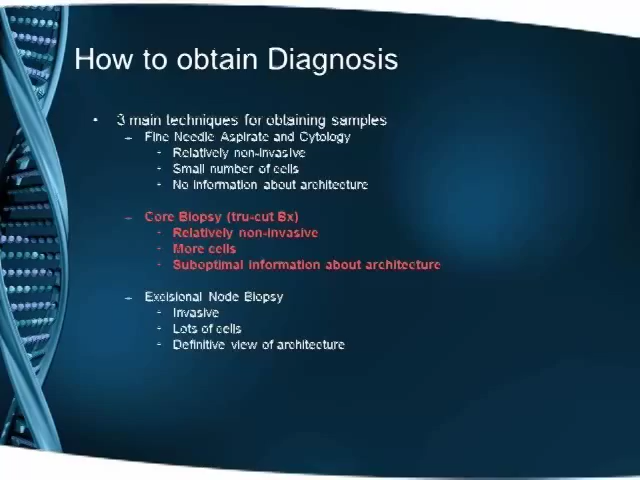 How to obtain Diagnosis
• 3 main techniques for obtaining samples
– Fine Needle Aspirate and Cytology
- Relatively non-invasive
- Small number of cells
- No information about architecture
– Core Biopsy (tru-cut Bx)
- Relatively non-invasive
- More cells
- Suboptimal information about architecture
– Excisional Node Biopsy
- Invasive
- Lots of cells
- Definitive view of architecture